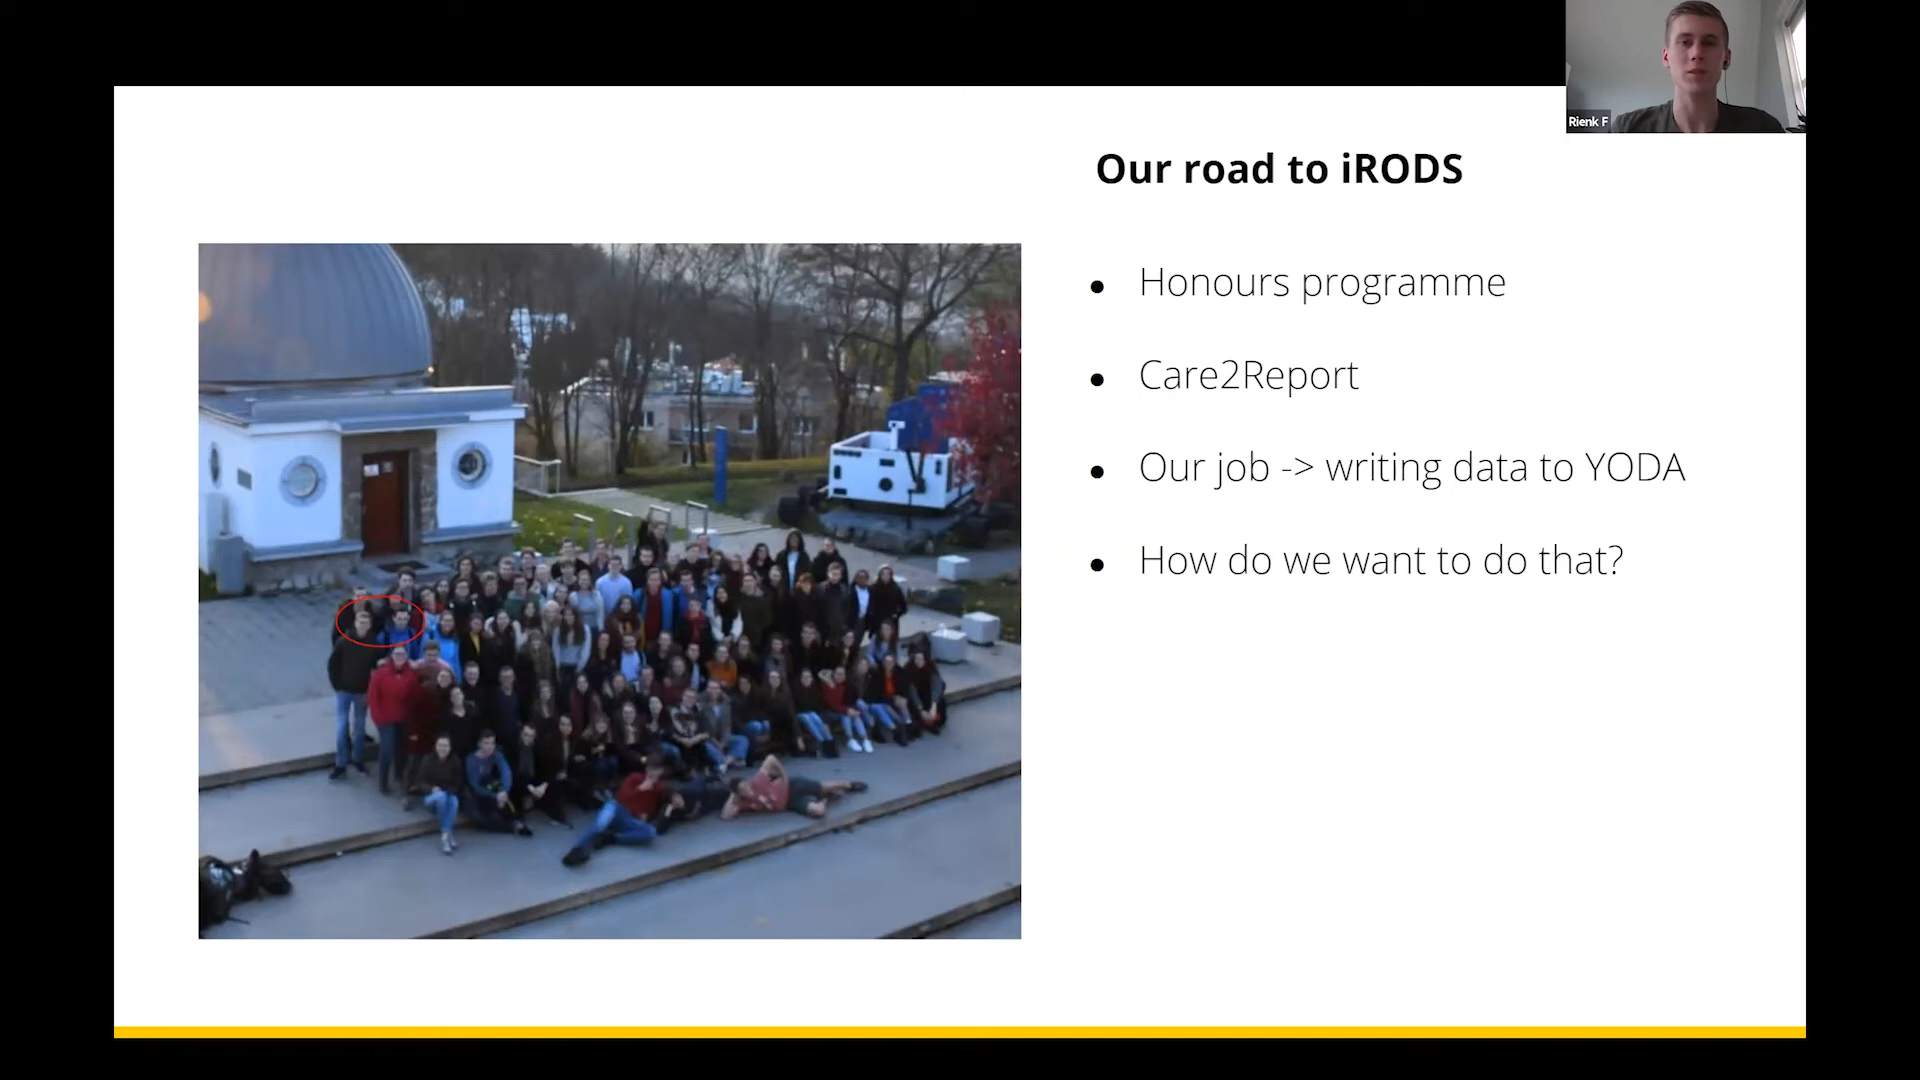 Rienk F
Our road to iRODS
Honours programme
Care2Report
Our job -> writing data to YODA
How do we want to do that?